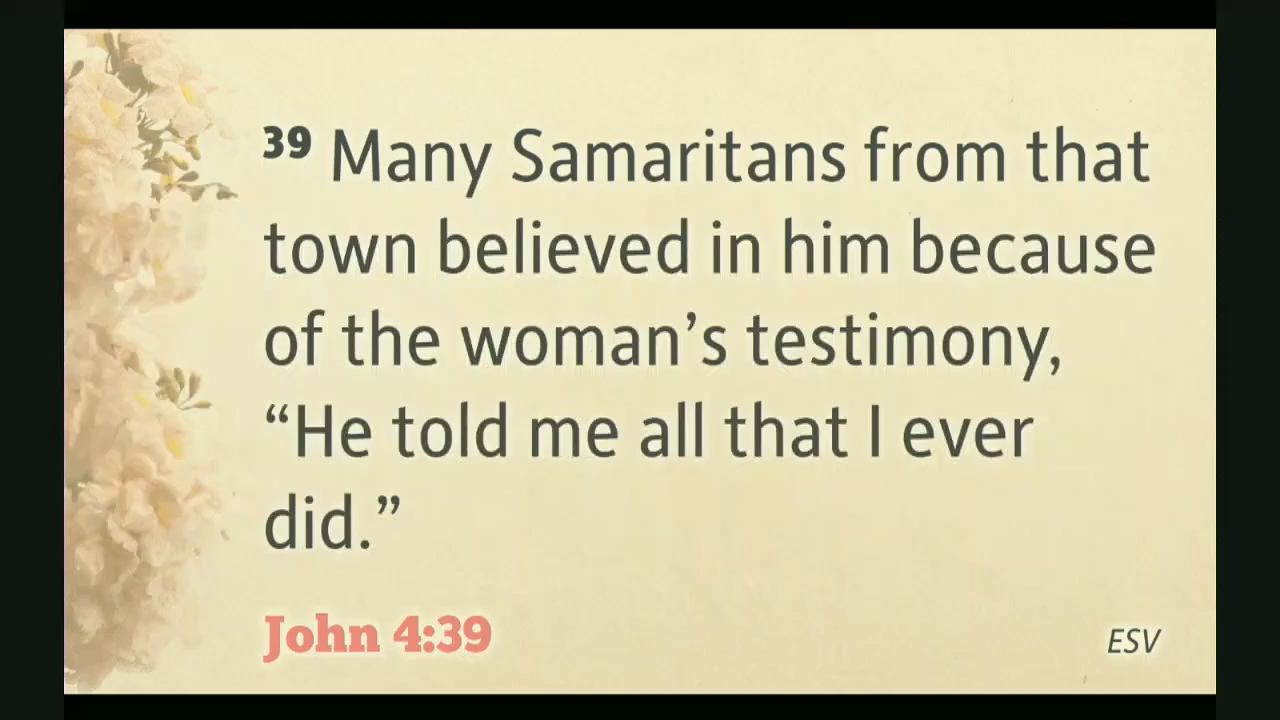 39 Many Samaritans from that
town believed in him because
of the woman’s testimony,
“He told me all that I ever
did.”
John 4:39
ESV